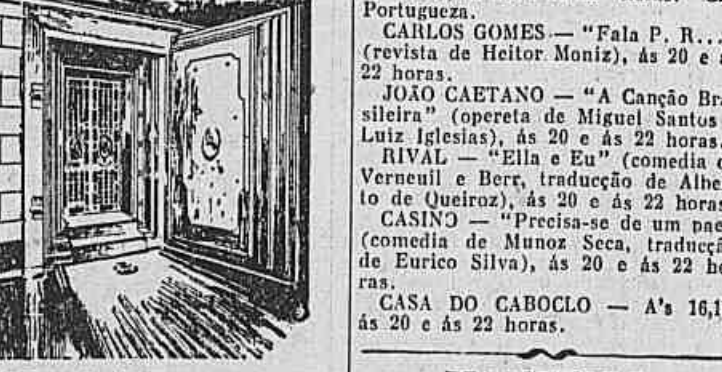 Portugueza.
CARLOS GOMES — "Fala P. R...
(revista de Heitor Moniz), ás 20 e
22 horas.
JOÃO CAETANO — "A Canção Bra
sileira" (opereta de Miguel Santos
Luiz Iglesias), ás 20 e ás 22 horas.
RIVAL — "Ella e Eu" (comedia
Verneuil e Berr, traducção de Albe
to de Queiroz), ás 20 e ás 22 horas
CASINO — "Precisa-se de um pae
(comedia de Munoz Seca, traducçã
de Eurico Silva), ás 20 e ás 22 ho
ras.
CASA DO CABOCLO — A's 16,1
ás 20 e ás 22 horas.